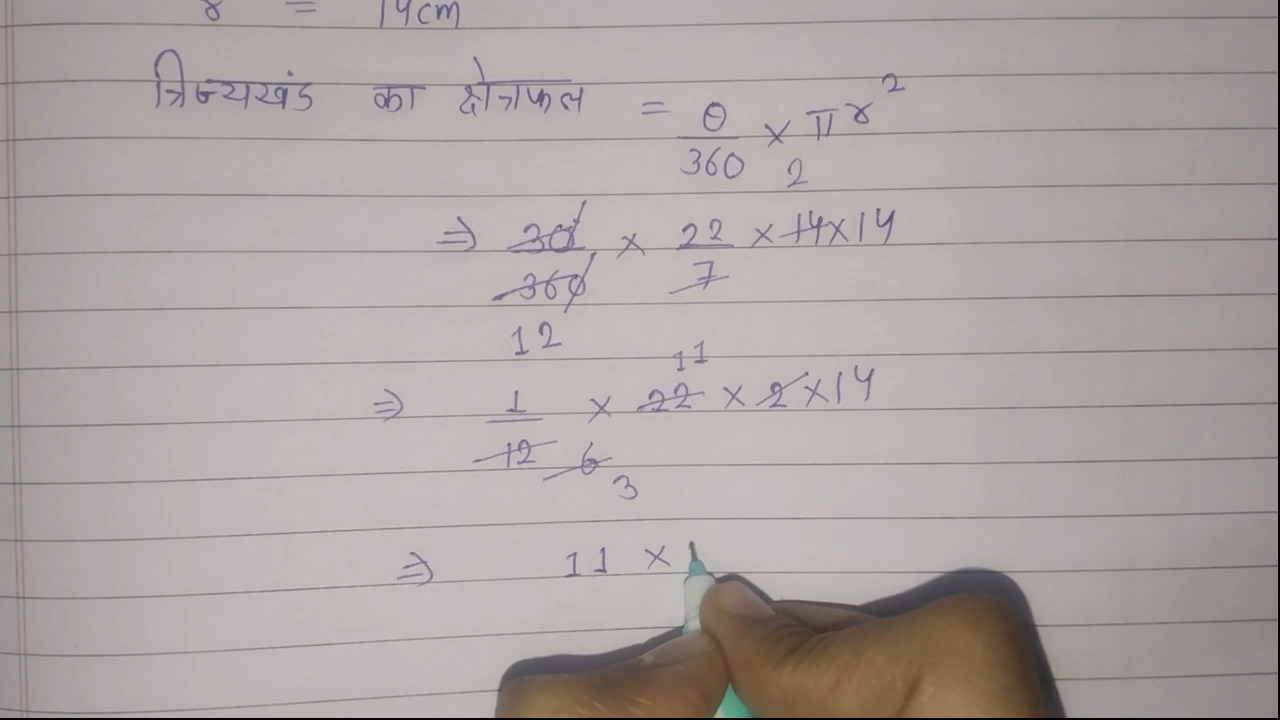 r = 14cm
त्रिज्यखंड का क्षेत्रफल = θ/360 × πr²
2
⇒ 30/360 × 22/7 × 14×14
12
11
⇒ 1/12 × 22 × 2×14
6
3
⇒ 11 ×